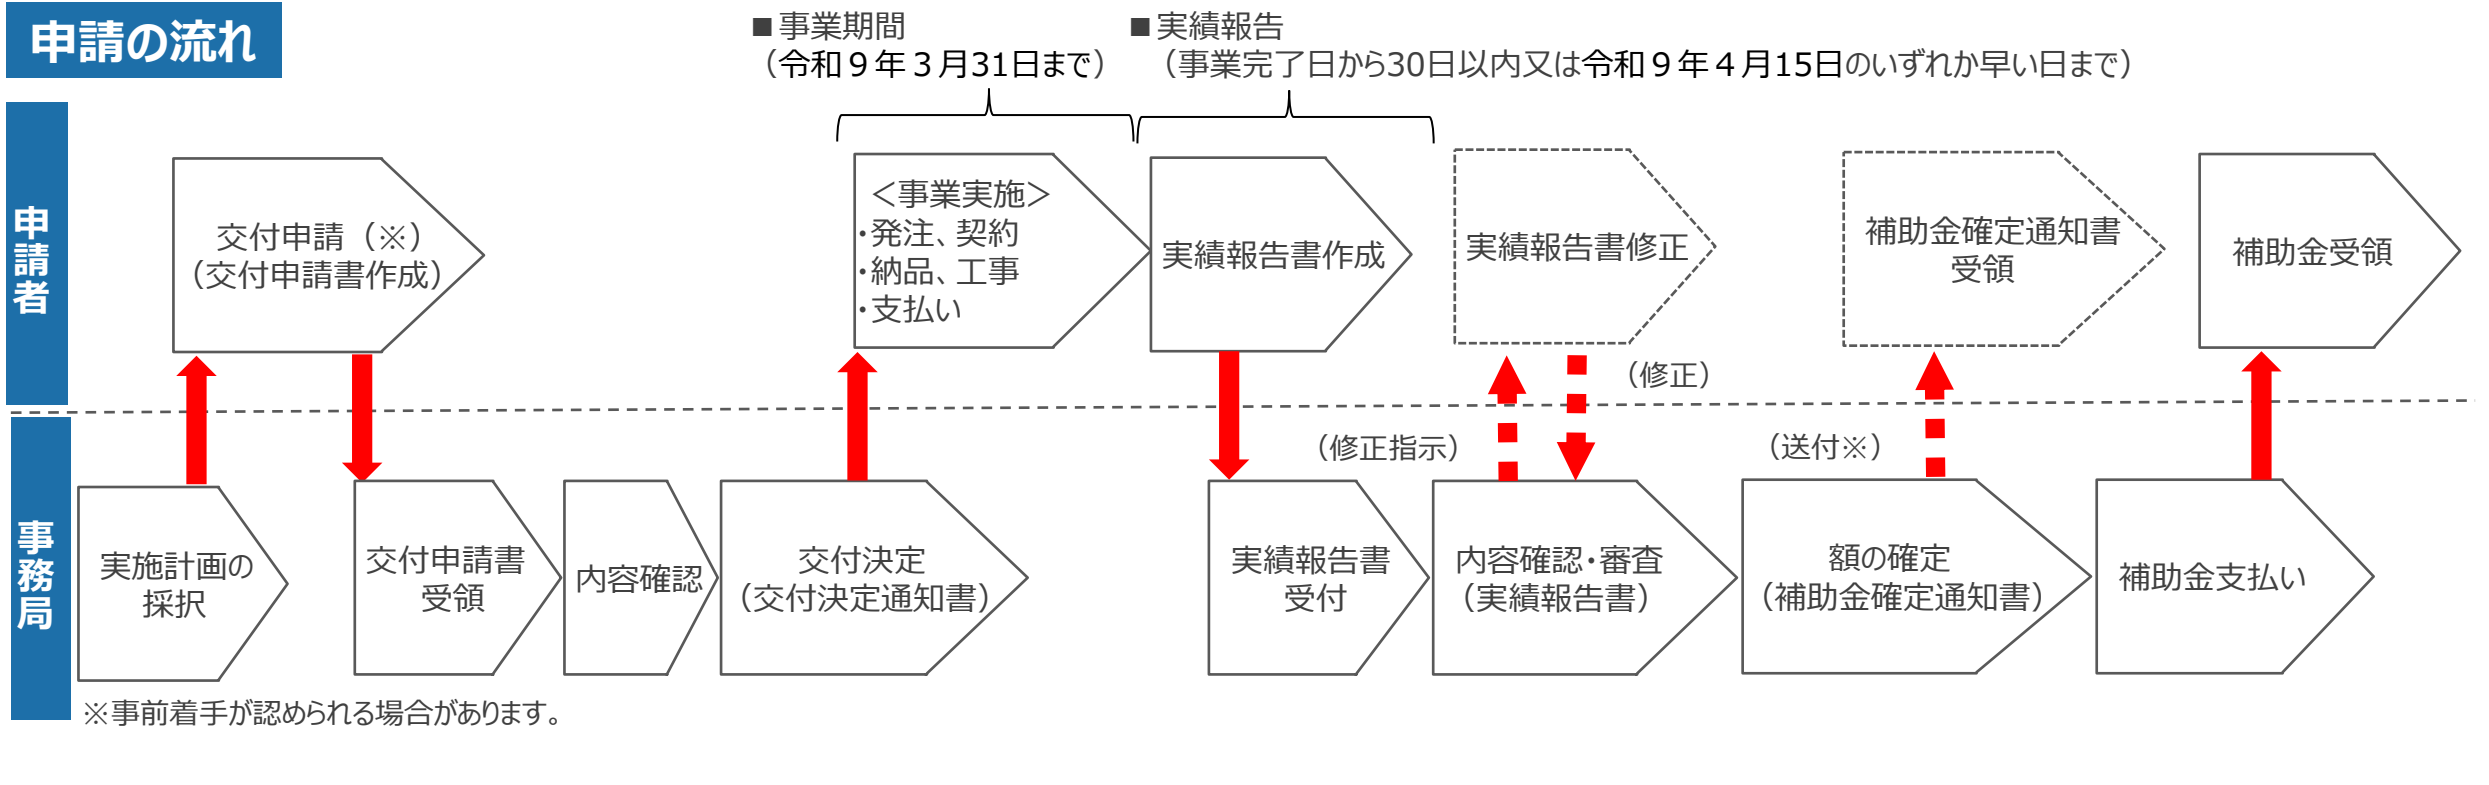 申請の流れ
■事業期間
（令和９年３月31日まで）
■実績報告
（事業完了日から30日以内又は令和９年４月15日のいずれか早い日まで）
申請者
交付申請（※）
（交付申請書作成）
＜事業実施＞
・発注、契約
・納品、工事
・支払い
実績報告書作成
実績報告書修正
補助金確定通知書
受領
補助金受領
（修正）
（修正指示）
（送付※）
事務局
実施計画の
採択
交付申請書
受領
内容確認
交付決定
（交付決定通知書）
実績報告書
受付
内容確認・審査
（実績報告書）
額の確定
（補助金確定通知書）
補助金支払い
※事前着手が認められる場合があります。